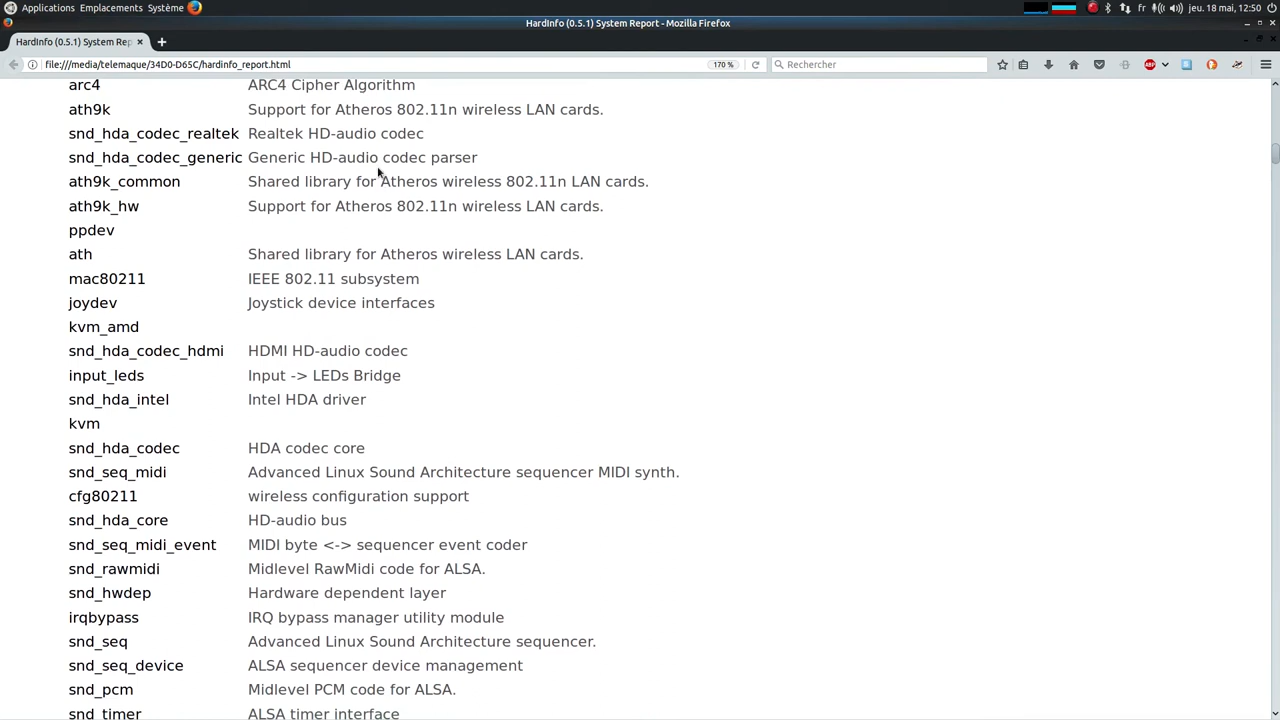 Applications Emplacements Système fr jeu. 18 mai, 12:50
HardInfo (0.5.1) System Report - Mozilla Firefox
HardInfo (0.5.1) System Rep
file:///media/telemaque/34D0-D65C/hardinfo_report.html 170 % Rechercher ABP
arc4 ARC4 Cipher Algorithm
ath9k Support for Atheros 802.11n wireless LAN cards.
snd_hda_codec_realtek Realtek HD-audio codec
snd_hda_codec_generic Generic HD-audio codec parser
ath9k_common Shared library for Atheros wireless 802.11n LAN cards.
ath9k_hw Support for Atheros 802.11n wireless LAN cards.
ppdev
ath Shared library for Atheros wireless LAN cards.
mac80211 IEEE 802.11 subsystem
joydev Joystick device interfaces
kvm_amd
snd_hda_codec_hdmi HDMI HD-audio codec
input_leds Input -> LEDs Bridge
snd_hda_intel Intel HDA driver
kvm
snd_hda_codec HDA codec core
snd_seq_midi Advanced Linux Sound Architecture sequencer MIDI synth.
cfg80211 wireless configuration support
snd_hda_core HD-audio bus
snd_seq_midi_event MIDI byte <-> sequencer event coder
snd_rawmidi Midlevel RawMidi code for ALSA.
snd_hwdep Hardware dependent layer
irqbypass IRQ bypass manager utility module
snd_seq Advanced Linux Sound Architecture sequencer.
snd_seq_device ALSA sequencer device management
snd_pcm Midlevel PCM code for ALSA.
snd_timer ALSA timer interface